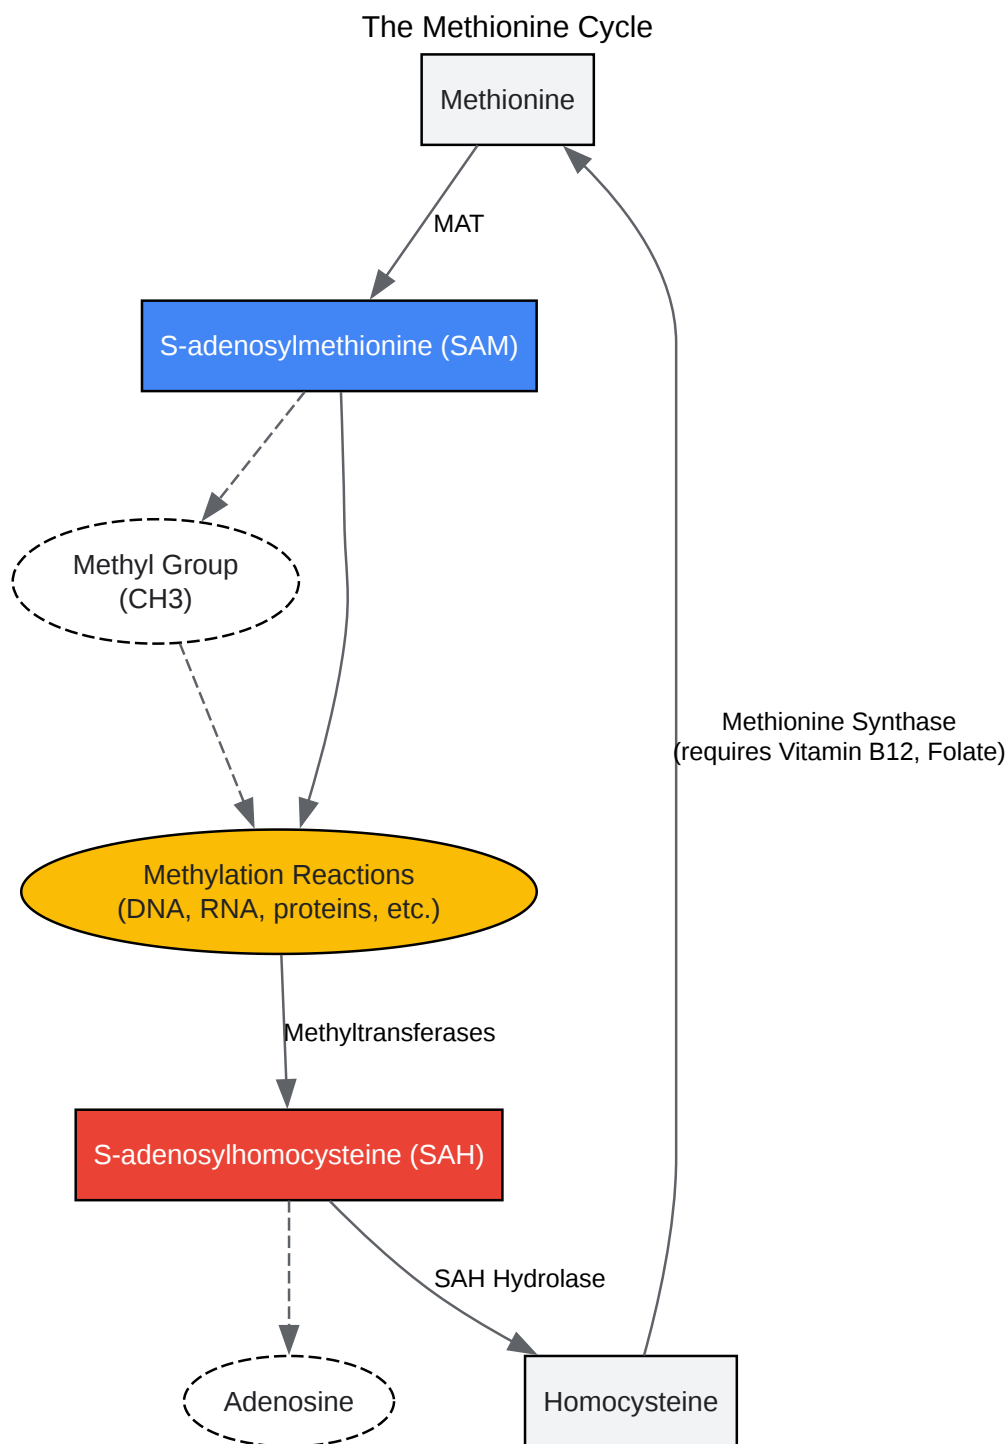 The Methionine Cycle
Methionine
MAT
S-adenosylmethionine (SAM)
Methyl Group
(CH3)
Methionine Synthase
(requires Vitamin B12, Folate)
Methylation Reactions
(DNA, RNA, proteins, etc.)
Methyltransferases
S-adenosylhomocysteine (SAH)
SAH Hydrolase
Adenosine
Homocysteine